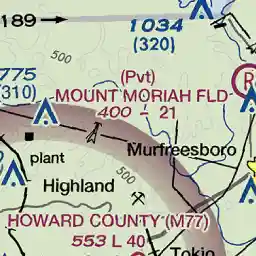 189
1034
(320)
500
775
(310)
(Pvt)
MOUNT MORIAH FLD
400 - 21
R
Murfreesboro
plant
Highland
500
HOWARD COUNTY (M77)
553 L 40
Tokio